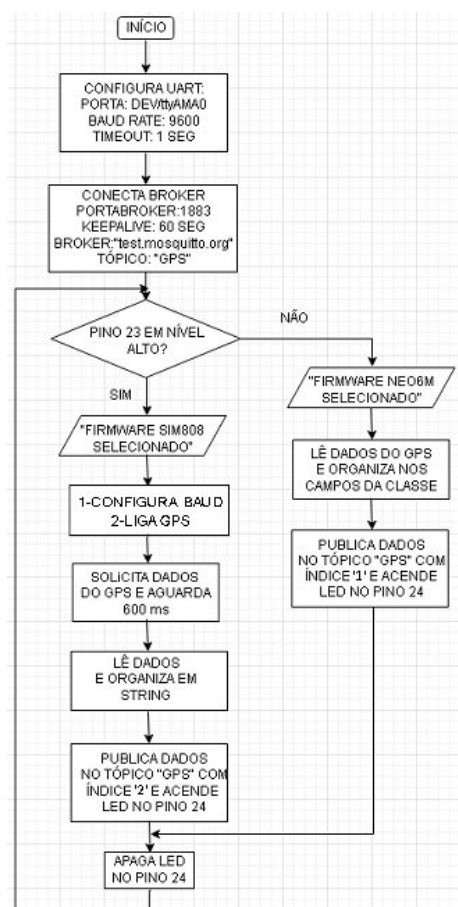 INÍCIO
CONFIGURA UART:
PORTA: DEV/ttyAMA0
BAUD RATE: 9600
TIMEOUT: 1 SEG
CONECTA BROKER
PORTABROKER:1883
KEEPALIVE: 60 SEG
BROKER:"test.mosquitto.org"
TÓPICO: "GPS"
PINO 23 EM NÍVEL
ALTO?
SIM
"FIRMWARE SIM808
SELECIONADO"
1-CONFIGURA BAUD
2-LIGA GPS
SOLICITA DADOS
DO GPS E AGUARDA
600 ms
LÊ DADOS
E ORGANIZA EM
STRING
PUBLICA DADOS
NO TÓPICO "GPS" COM
ÍNDICE '2' E ACENDE
LED NO PINO 24
NÃO
"FIRMWARE NEO6M
SELECIONADO"
LÊ DADOS DO GPS
E ORGANIZA NOS
CAMPOS DA CLASSE
PUBLICA DADOS
NO TÓPICO "GPS" COM
ÍNDICE '1' E ACENDE
LED NO PINO 24
APAGA LED
NO PINO 24